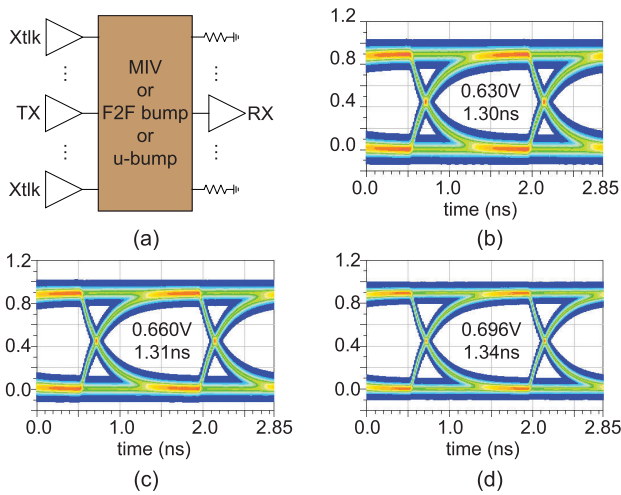 Xtlk
⋮
TX
⋮
Xtlk
MIV
or
F2F bump
or
u-bump
⋮
RX
⋮
(a)
1.2
0.8
0.4
0.0
0.630V
1.30ns
0.0 1.0 2.0 2.85
time (ns)
(b)
1.2
0.8
0.4
0.0
0.660V
1.31ns
0.0 1.0 2.0 2.85
time (ns)
(c)
1.2
0.8
0.4
0.0
0.696V
1.34ns
0.0 1.0 2.0 2.85
time (ns)
(d)